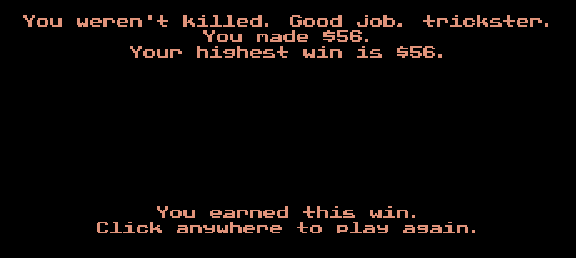 You weren't killed. Good job, trickster.
You made $56.
Your highest win is $56.
You earned this win.
Click anywhere to play again.